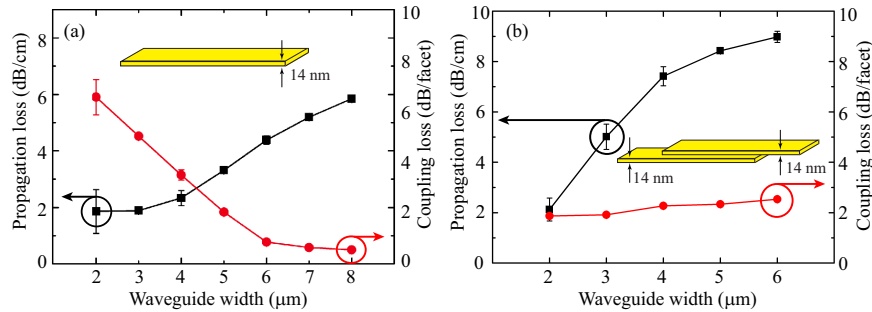 (a)
14 nm
Propagation loss (dB/cm)
0
2
4
6
8
Coupling loss (dB/facet)
0
2
4
6
8
10
2 3 4 5 6 7 8
Waveguide width (μm)
(b)
14 nm
14 nm
Propagation loss (dB/cm)
0
2
4
6
8
10
Coupling loss (dB/facet)
0
2
4
6
8
10
2 3 4 5 6
Waveguide width (μm)